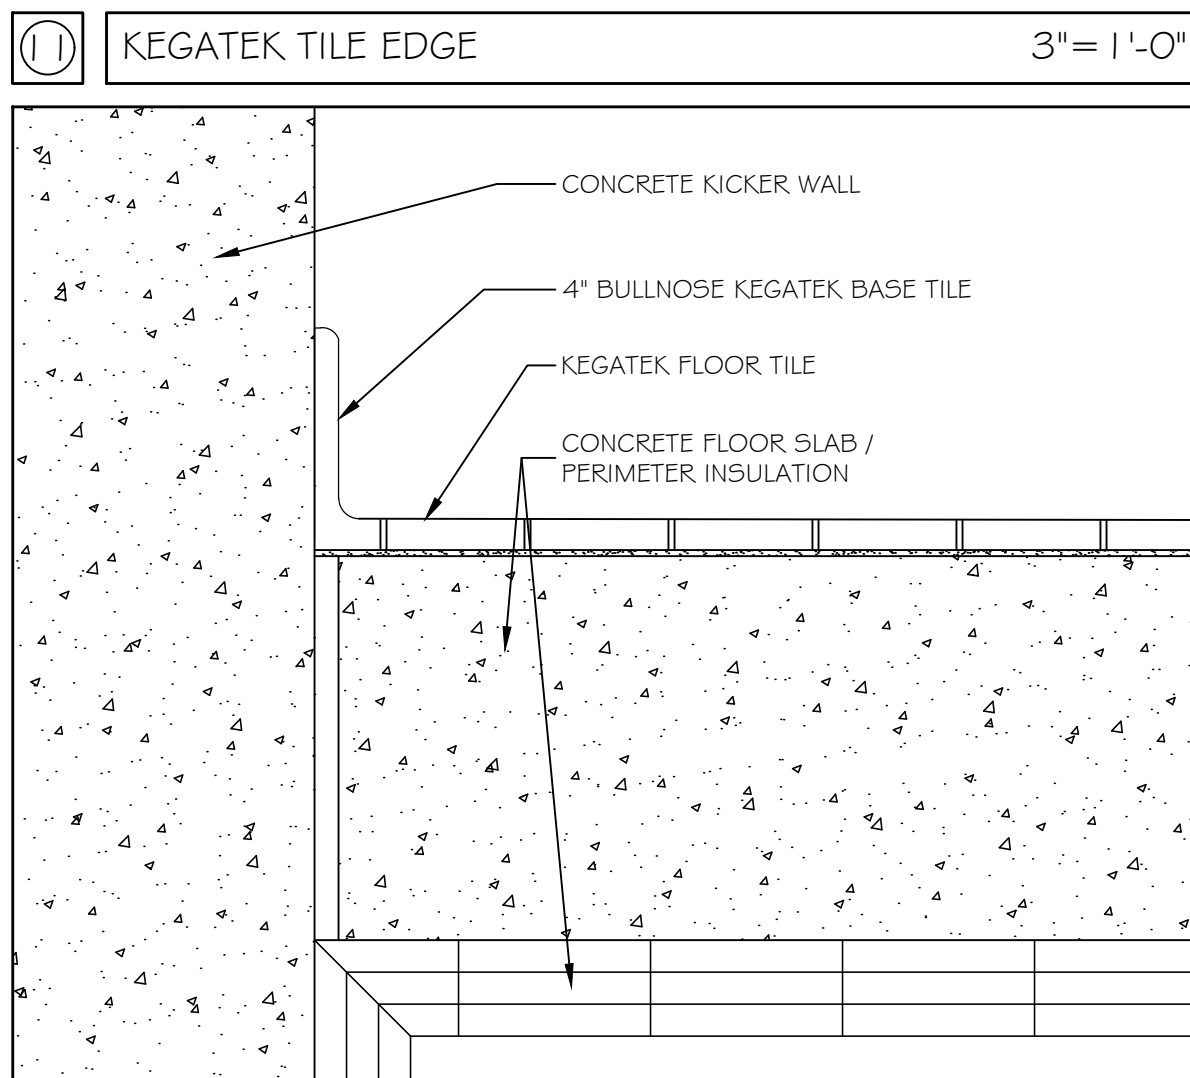 11
KEGATEK TILE EDGE
3"=1'-0"
CONCRETE KICKER WALL
4" BULLNOSE KEGATEK BASE TILE
KEGATEK FLOOR TILE
CONCRETE FLOOR SLAB /
PERIMETER INSULATION